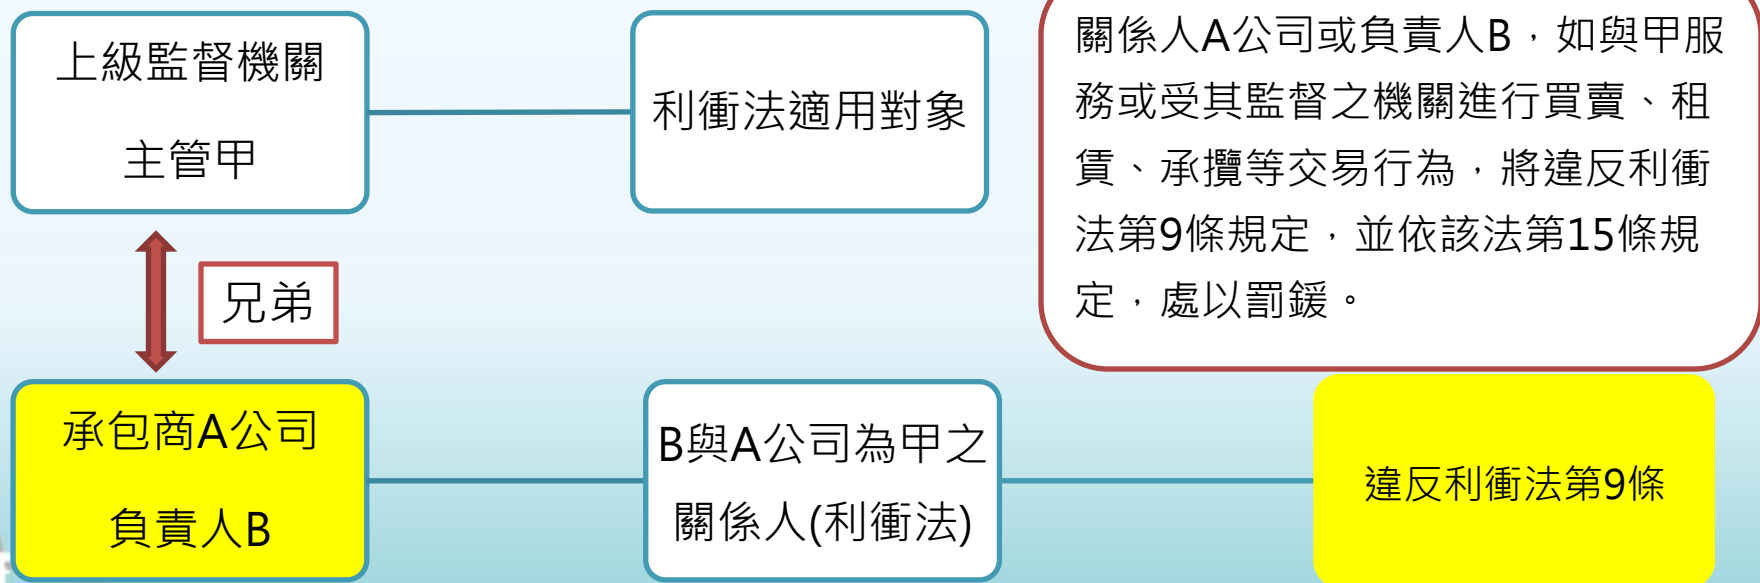 上級監督機關
主管甲
利衝法適用對象
關係人A公司或負責人B，如與甲服
務或受其監督之機關進行買賣、租
賃、承攬等交易行為，將違反利衝
法第9條規定，並依該法第15條規
定，處以罰鍰。
兄弟
承包商A公司
負責人B
B與A公司為甲之
關係人(利衝法)
違反利衝法第9條